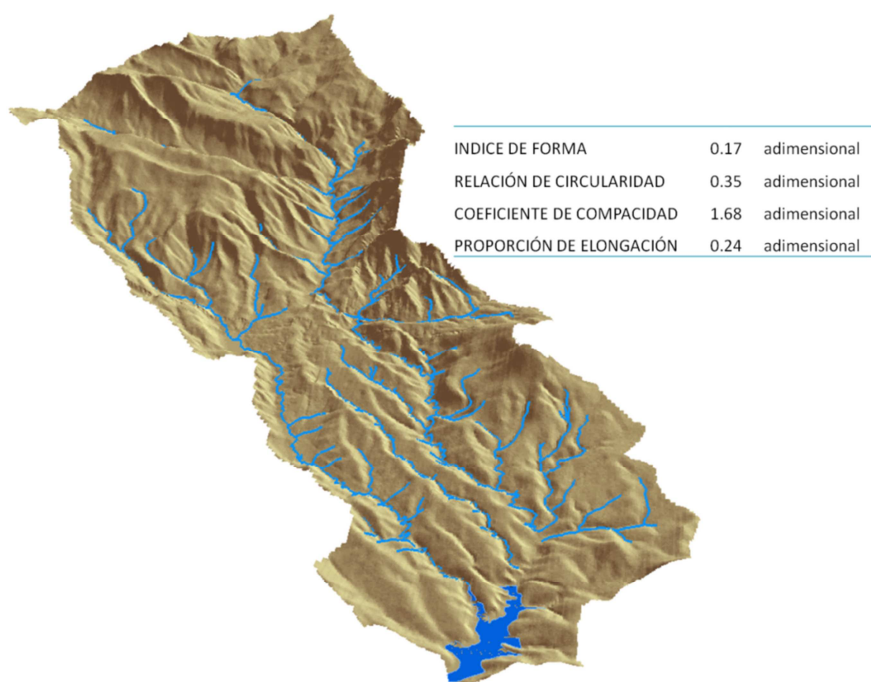 INDICE DE FORMA 0.17 adimensional
RELACIÓN DE CIRCULARIDAD 0.35 adimensional
COEFICIENTE DE COMPACIDAD 1.68 adimensional
PROPORCIÓN DE ELONGACIÓN 0.24 adimensional